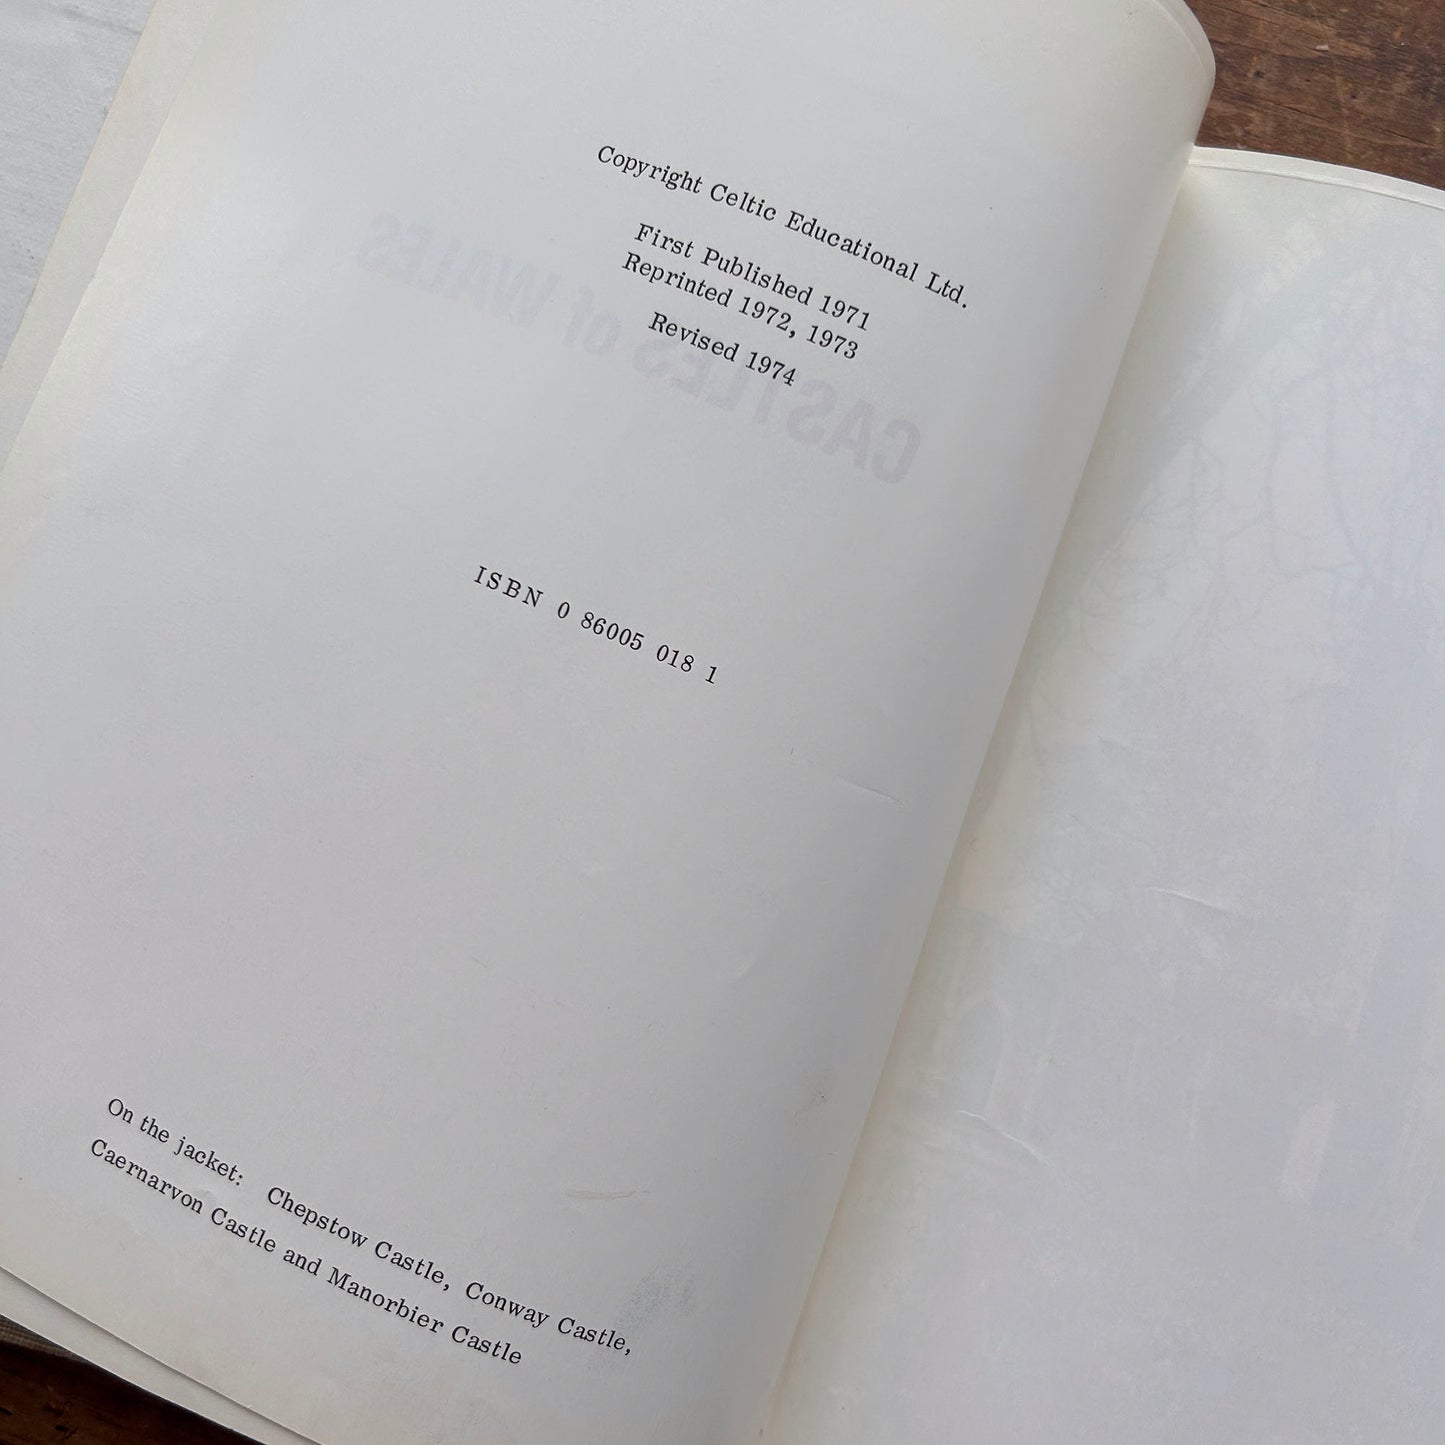 Copyright Celtic Educational Ltd.
First Published 1971
Reprinted 1972, 1973
Revised 1974
CASTLES of WALES
ISBN 0 86005 018 1
On the jacket: Chepstow Castle, Conway Castle,
Caernarvon Castle and Manorbier Castle